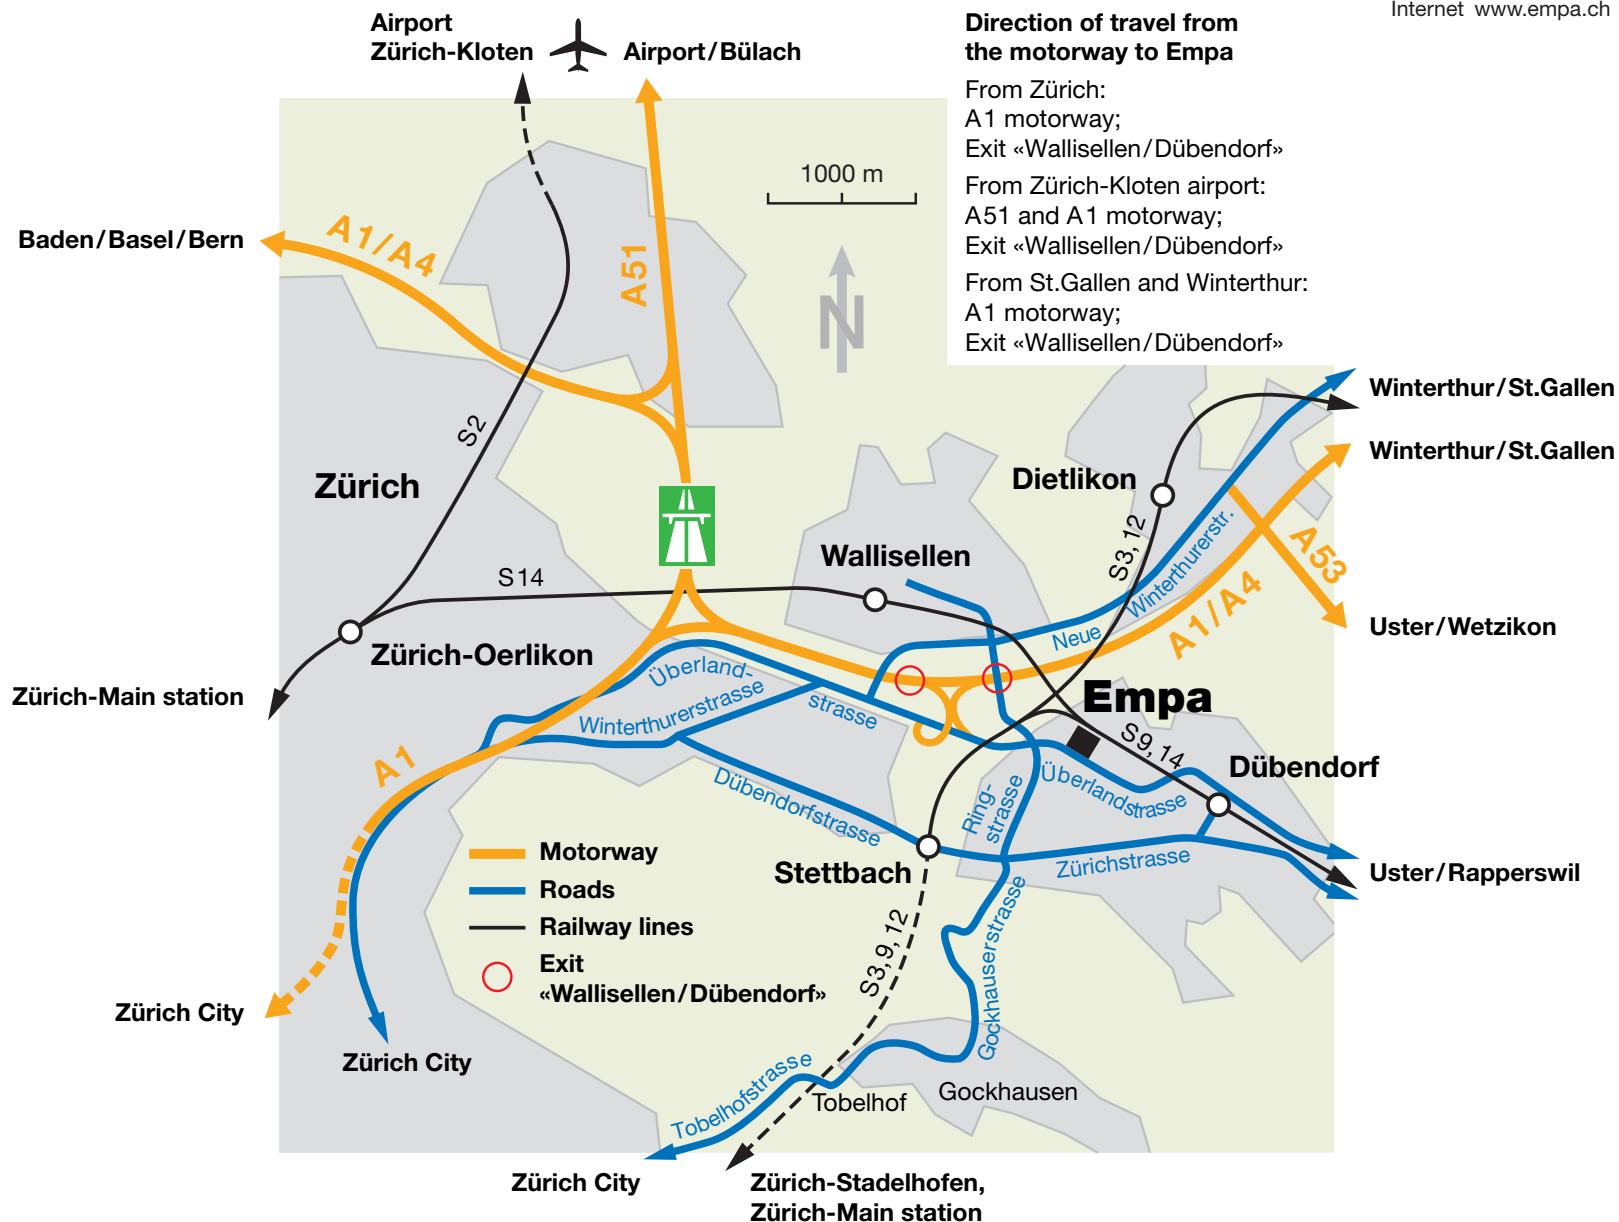 Internet www.empa.ch
Airport
Zürich-Kloten
Airport/Bülach
Direction of travel from
the motorway to Empa
From Zürich:
A1 motorway;
Exit «Wallisellen/Dübendorf»
From Zürich-Kloten airport:
A51 and A1 motorway;
Exit «Wallisellen/Dübendorf»
From St.Gallen and Winterthur:
A1 motorway;
Exit «Wallisellen/Dübendorf»
1000 m
N
Baden/Basel/Bern
A1/A4
A51
Winterthur/St.Gallen
Winterthur/St.Gallen
S2
Zürich
Dietlikon
S3, 12
Winterthurerstr.
A53
Wallisellen
S14
A1/A4
Uster/Wetzikon
Neue
Zürich-Oerlikon
Zürich-Main station
Überland-
strasse
Winterthurerstrasse
Empa
S9, 14
Dübendorf
A1
Dübendorfstrasse
Ring-
strasse
Überlandstrasse
Motorway
Roads
Railway lines
Exit
«Wallisellen/Dübendorf»
Stettbach
Zürichstrasse
Uster/Rapperswil
S3,9, 12
Gockhauserstrasse
Zürich City
Zürich City
Tobelhofstrasse
Tobelhof
Gockhausen
Zürich City
Zürich-Stadelhofen,
Zürich-Main station